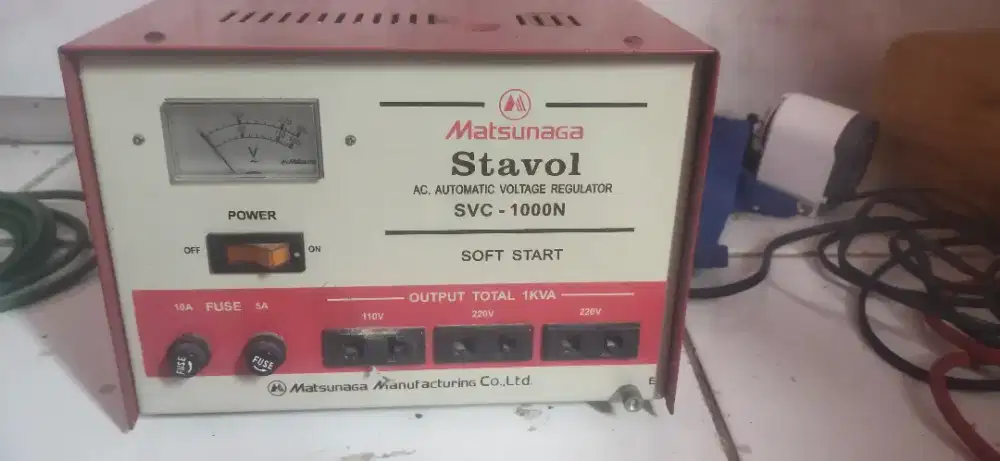 V
Matsunaga
Stavol
AC. AUTOMATIC VOLTAGE REGULATOR
SVC - 1000N
SOFT START
POWER
OFF
ON
10A FUSE 5A
OUTPUT TOTAL 1KVA
110V
220V
220V
FUSE
FUSE
Matsunaga Manufacturing Co.,Ltd.
E